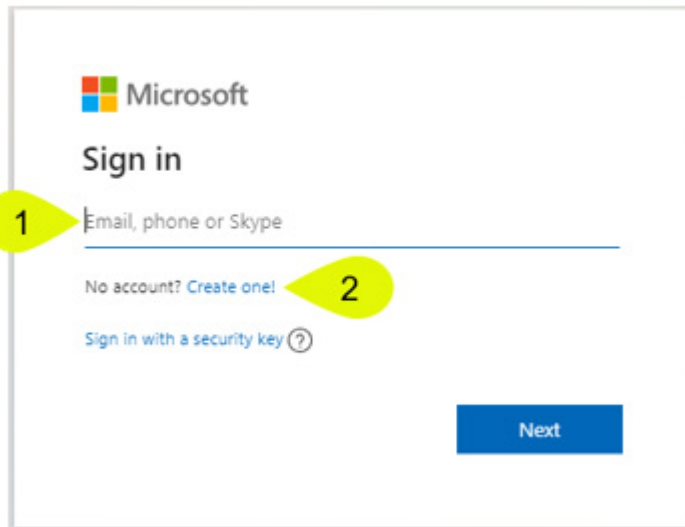 Microsoft
Sign in
1
Email, phone or Skype
No account? Create one!
2
Sign in with a security key ?
Next